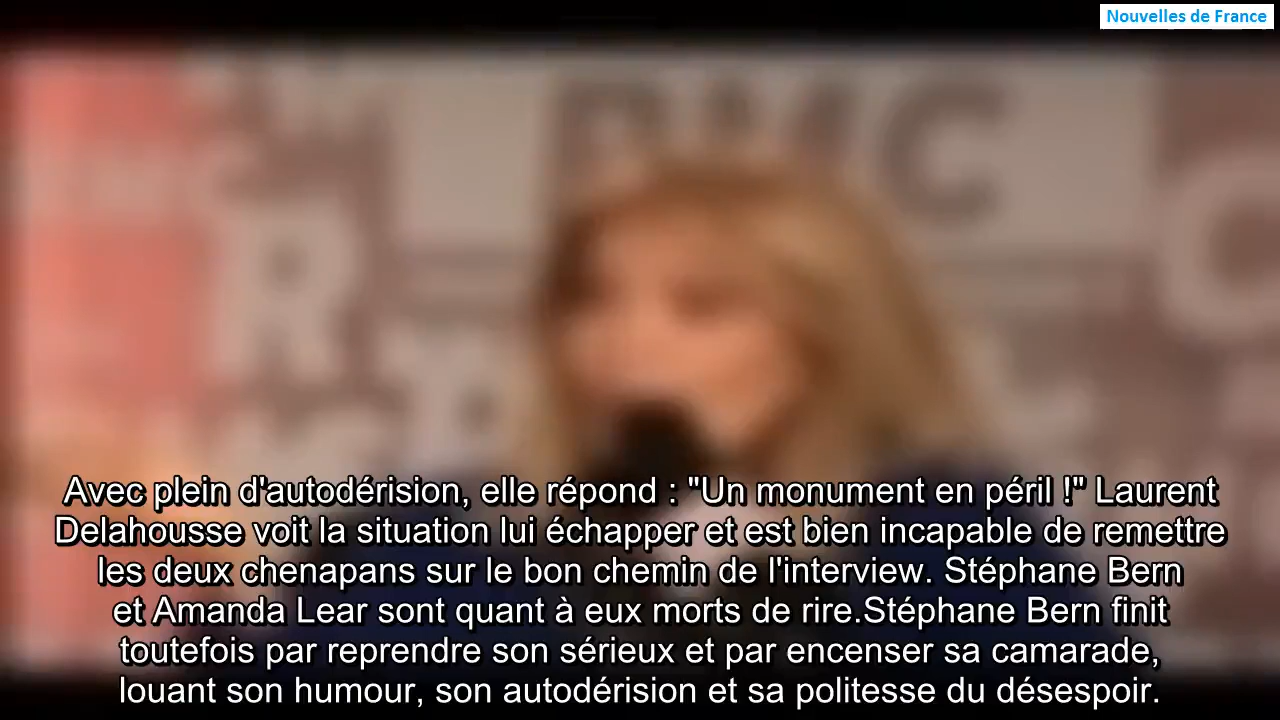 Nouvelles de France
RMC
R
Avec plein d'autodérision, elle répond : "Un monument en péril !" Laurent
Delahousse voit la situation lui échapper et est bien incapable de remettre
les deux chenapans sur le bon chemin de l'interview. Stéphane Bern
et Amanda Lear sont quant à eux morts de rire.Stéphane Bern finit
toutefois par reprendre son sérieux et par encenser sa camarade,
louant son humour, son autodérision et sa politesse du désespoir.